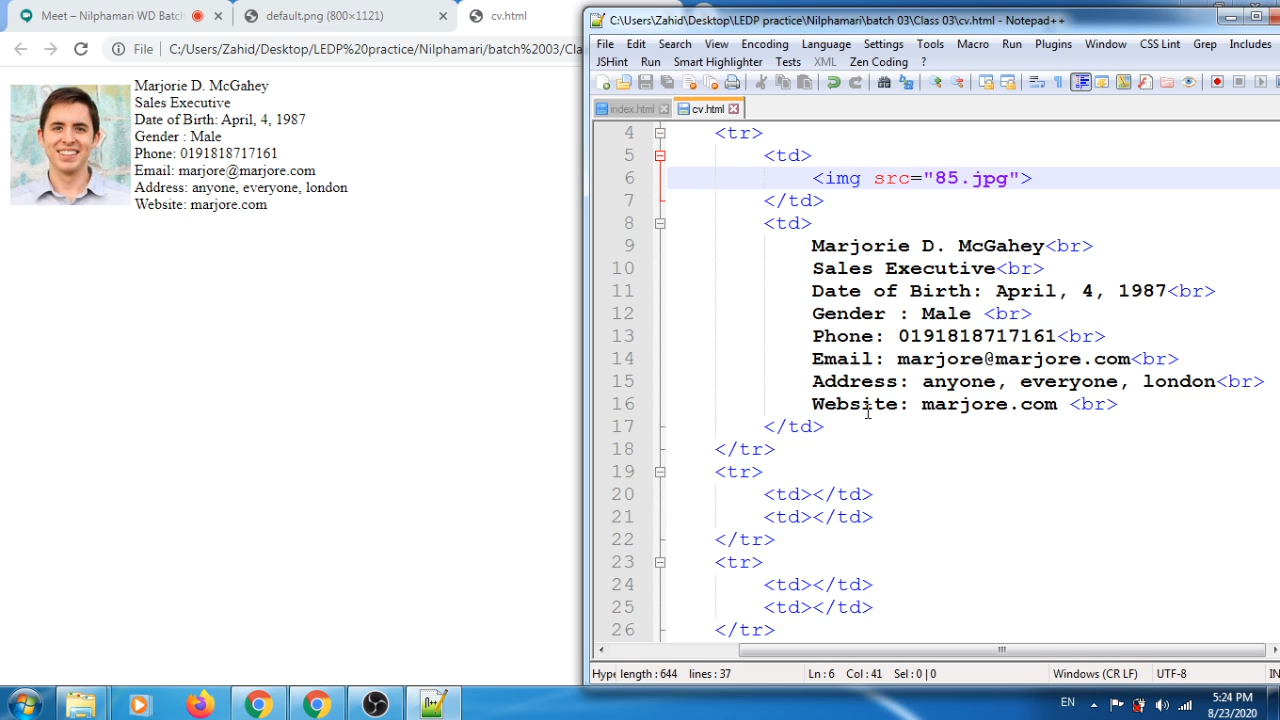 Meet – Nilphamari WD Batch
default.png (800×1121)
cv.html
File
C:/Users/Zahid/Desktop/LEDP%20practice/Nilphamari/batch%2003/Cla
Marjorie D. McGahey
Sales Executive
Date of Birth: April, 4, 1987
Gender : Male
Phone: 0191818717161
Email: marjore@marjore.com
Address: anyone, everyone, london
Website: marjore.com
C:\Users\Zahid\Desktop\LEDP practice\Nilphamari\batch 03\Class 03\cv.html - Notepad++
File Edit Search View Encoding Language Settings Tools Macro Run Plugins Window CSS Lint Grep Includes
JSHint Run Smart Highlighter Tests XML Zen Coding ?
index.html cv.html
4 <tr>
5 <td>
6 <img src="85.jpg">
7 </td>
8 <td>
9 Marjorie D. McGahey<br>
10 Sales Executive<br>
11 Date of Birth: April, 4, 1987<br>
12 Gender : Male <br>
13 Phone: 0191818717161<br>
14 Email: marjore@marjore.com<br>
15 Address: anyone, everyone, london<br>
16 Website: marjore.com <br>
17 </td>
18 </tr>
19 <tr>
20 <td></td>
21 <td></td>
22 </tr>
23 <tr>
24 <td></td>
25 <td></td>
26 </tr>
Hype length : 644 lines : 37 Ln : 6 Col : 41 Sel : 0 | 0 Windows (CR LF) UTF-8 IN
EN
5:24 PM
8/23/2020